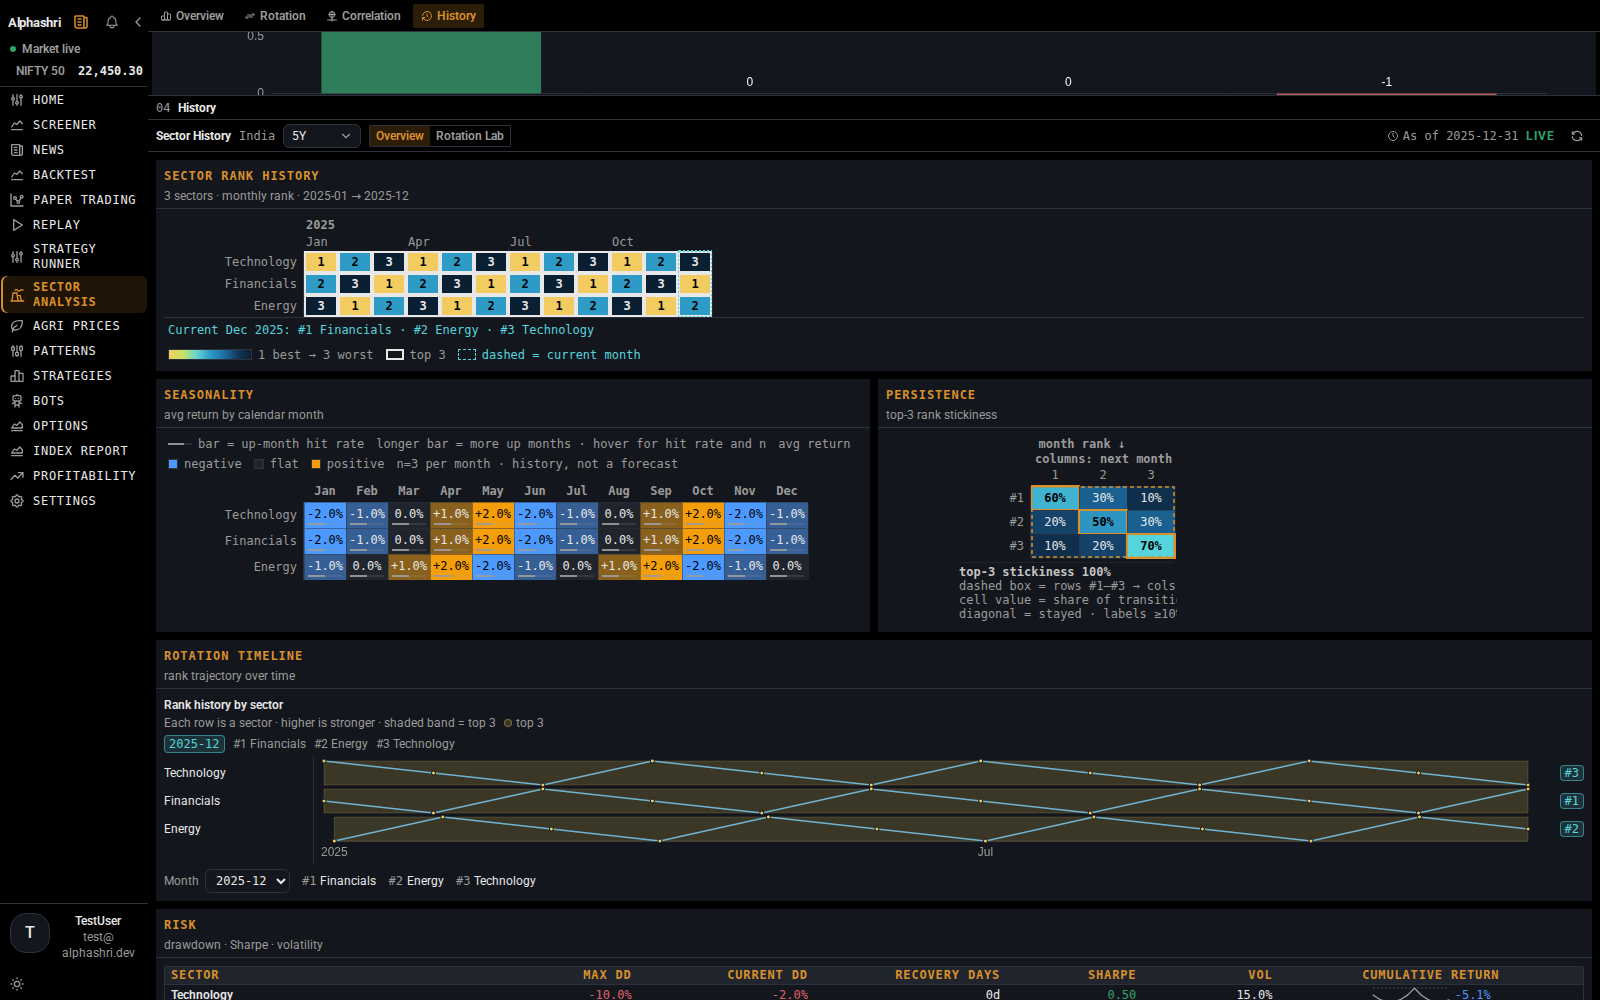 Alphashri
Market live
NIFTY 50 22,450.30
HOME
SCREENER
NEWS
BACKTEST
PAPER TRADING
REPLAY
STRATEGY
RUNNER
SECTOR
ANALYSIS
AGRI PRICES
PATTERNS
STRATEGIES
BOTS
OPTIONS
INDEX REPORT
PROFITABILITY
SETTINGS
T
TestUser
test@
alphashri.dev
Overview Rotation Correlation History
0.5
0 0 0 -1
04 History
Sector History India 5Y Overview Rotation Lab As of 2025-12-31 LIVE
SECTOR RANK HISTORY
3 sectors · monthly rank · 2025-01 → 2025-12
2025
Jan Apr Jul Oct
Technology 1 2 3 1 2 3 1 2 3 1 2 3
Financials 2 3 1 2 3 1 2 3 1 2 3 1
Energy 3 1 2 3 1 2 3 1 2 3 1 2
Current Dec 2025: #1 Financials · #2 Energy · #3 Technology
1 best → 3 worst top 3 dashed = current month
SEASONALITY
avg return by calendar month
bar = up-month hit rate longer bar = more up months · hover for hit rate and n avg return
negative flat positive n=3 per month · history, not a forecast
Jan Feb Mar Apr May Jun Jul Aug Sep Oct Nov Dec
Technology -2.0% -1.0% 0.0% +1.0% +2.0% -2.0% -1.0% 0.0% +1.0% +2.0% -2.0% -1.0%
Financials -2.0% -1.0% 0.0% +1.0% +2.0% -2.0% -1.0% 0.0% +1.0% +2.0% -2.0% -1.0%
Energy -1.0% 0.0% +1.0% +2.0% -2.0% -1.0% 0.0% +1.0% +2.0% -2.0% -1.0% 0.0%
PERSISTENCE
top-3 rank stickiness
month rank ↓
columns: next month
1 2 3
#1 60% 30% 10%
#2 20% 50% 30%
#3 10% 20% 70%
top-3 stickiness 100%
dashed box = rows #1–#3 → cols
cell value = share of transiti
diagonal = stayed · labels ≥10%
ROTATION TIMELINE
rank trajectory over time
Rank history by sector
Each row is a sector · higher is stronger · shaded band = top 3 top 3
2025-12 #1 Financials #2 Energy #3 Technology
Technology #3
Financials #1
Energy #2
2025 Jul
Month 2025-12 #1 Financials #2 Energy #3 Technology
RISK
drawdown · Sharpe · volatility
SECTOR MAX DD CURRENT DD RECOVERY DAYS SHARPE VOL CUMULATIVE RETURN
Technology -10.0% -2.0% 0d 0.50 15.0% -5.1%